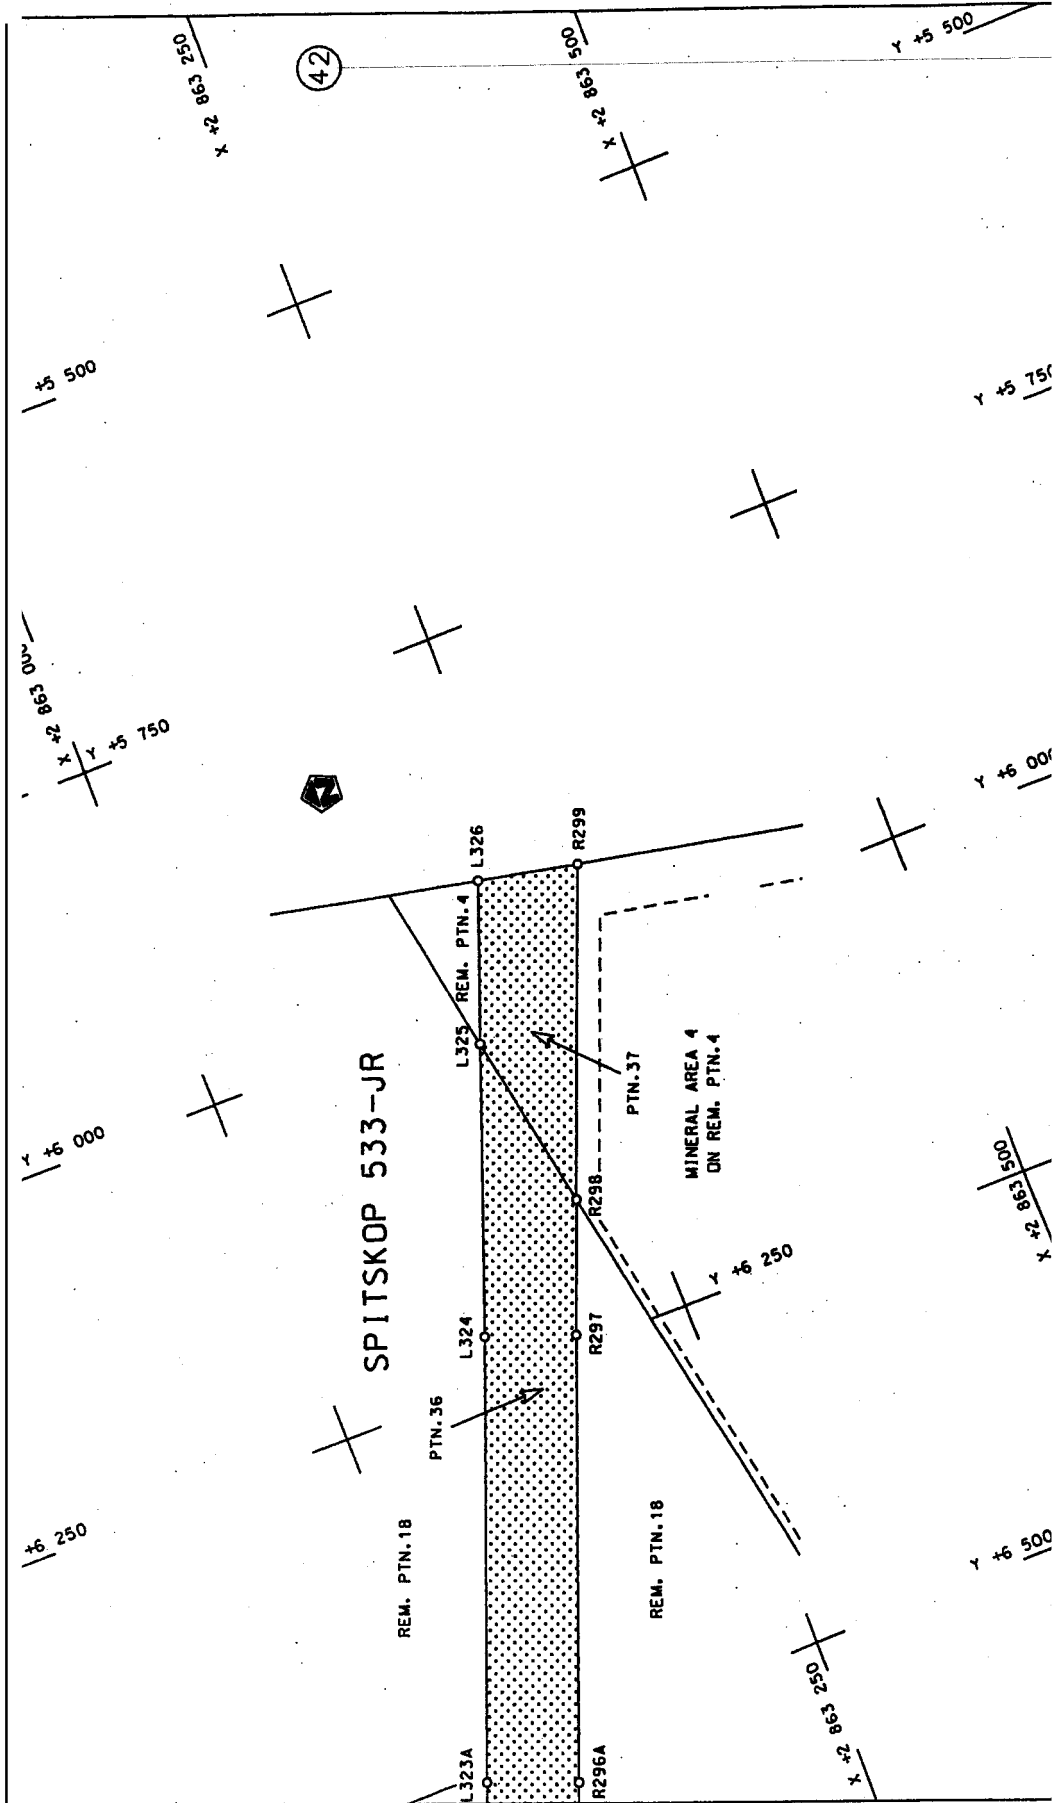 X +2 863 250
42
X +2 863 500
Y +5 500
+5 500
Y +5 750
X +2 863
Y +5 750
Y +6 000
L326
R299
REM. PTN.4
L325
SPITSKOP 533-JR
PTN.37
MINERAL AREA 4
ON REM. PTN.4
Y +6 000
R298
X +2 863 500
Y +6 250
L324
R297
PTN.36
REM. PTN.18
REM. PTN.18
+6 250
Y +6 500
X +2 863 250
L323A
R296A